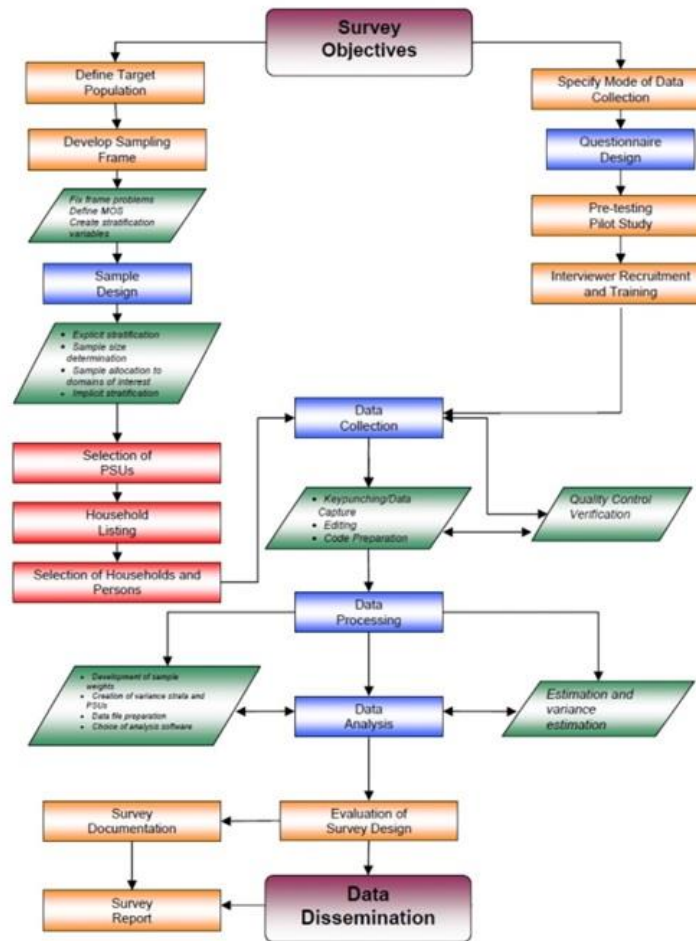 Survey
Objectives
Define Target
Population
Specify Mode of Data
Collection
Develop Sampling
Frame
Questionnaire
Design
Fix frame problems
Define MOS
Create stratification
variables
Pre-testing
Pilot Study
Sample
Design
Interviewer Recruitment
and Training
• Explicit stratification
• Sample size
determination
• Sample allocation to
domains of interest
• Implicit stratification
Data
Collection
Selection of
PSUs
• Keypunching/Data
Capture
• Editing
• Code Preparation
Quality Control
Verification
Household
Listing
Selection of Households and
Persons
Data
Processing
• Development of sample
weights
• Creation of variance strata and
PSUs
• Data file preparation
• Choice of analysis software
Data
Analysis
Estimation and
variance
estimation
Survey
Documentation
Evaluation of
Survey Design
Survey
Report
Data
Dissemination